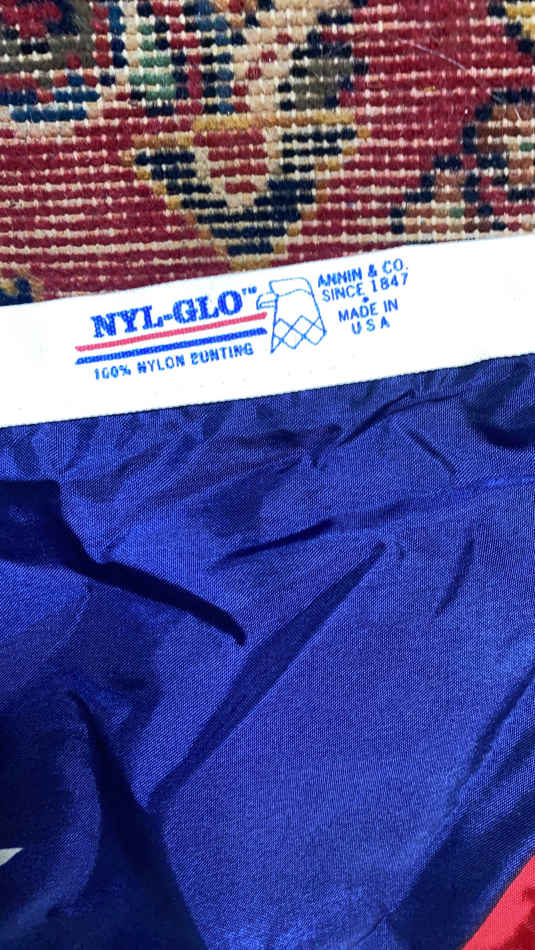 NYL-GLO™
100% NYLON BUNTING
ANNIN & CO.
SINCE 1847
•
MADE IN
USA